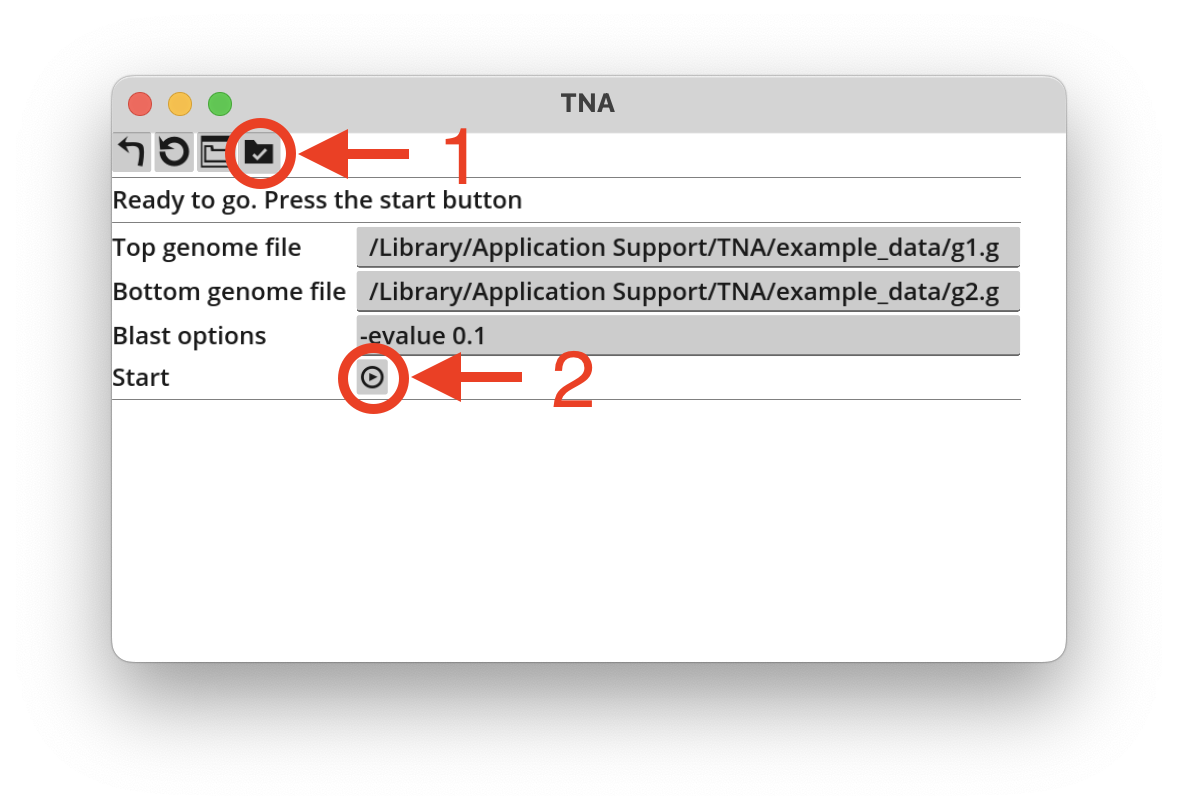 TNA
1
Ready to go. Press the start button
Top genome file /Library/Application Support/TNA/example_data/g1.g
Bottom genome file /Library/Application Support/TNA/example_data/g2.g
Blast options -evalue 0.1
Start 2